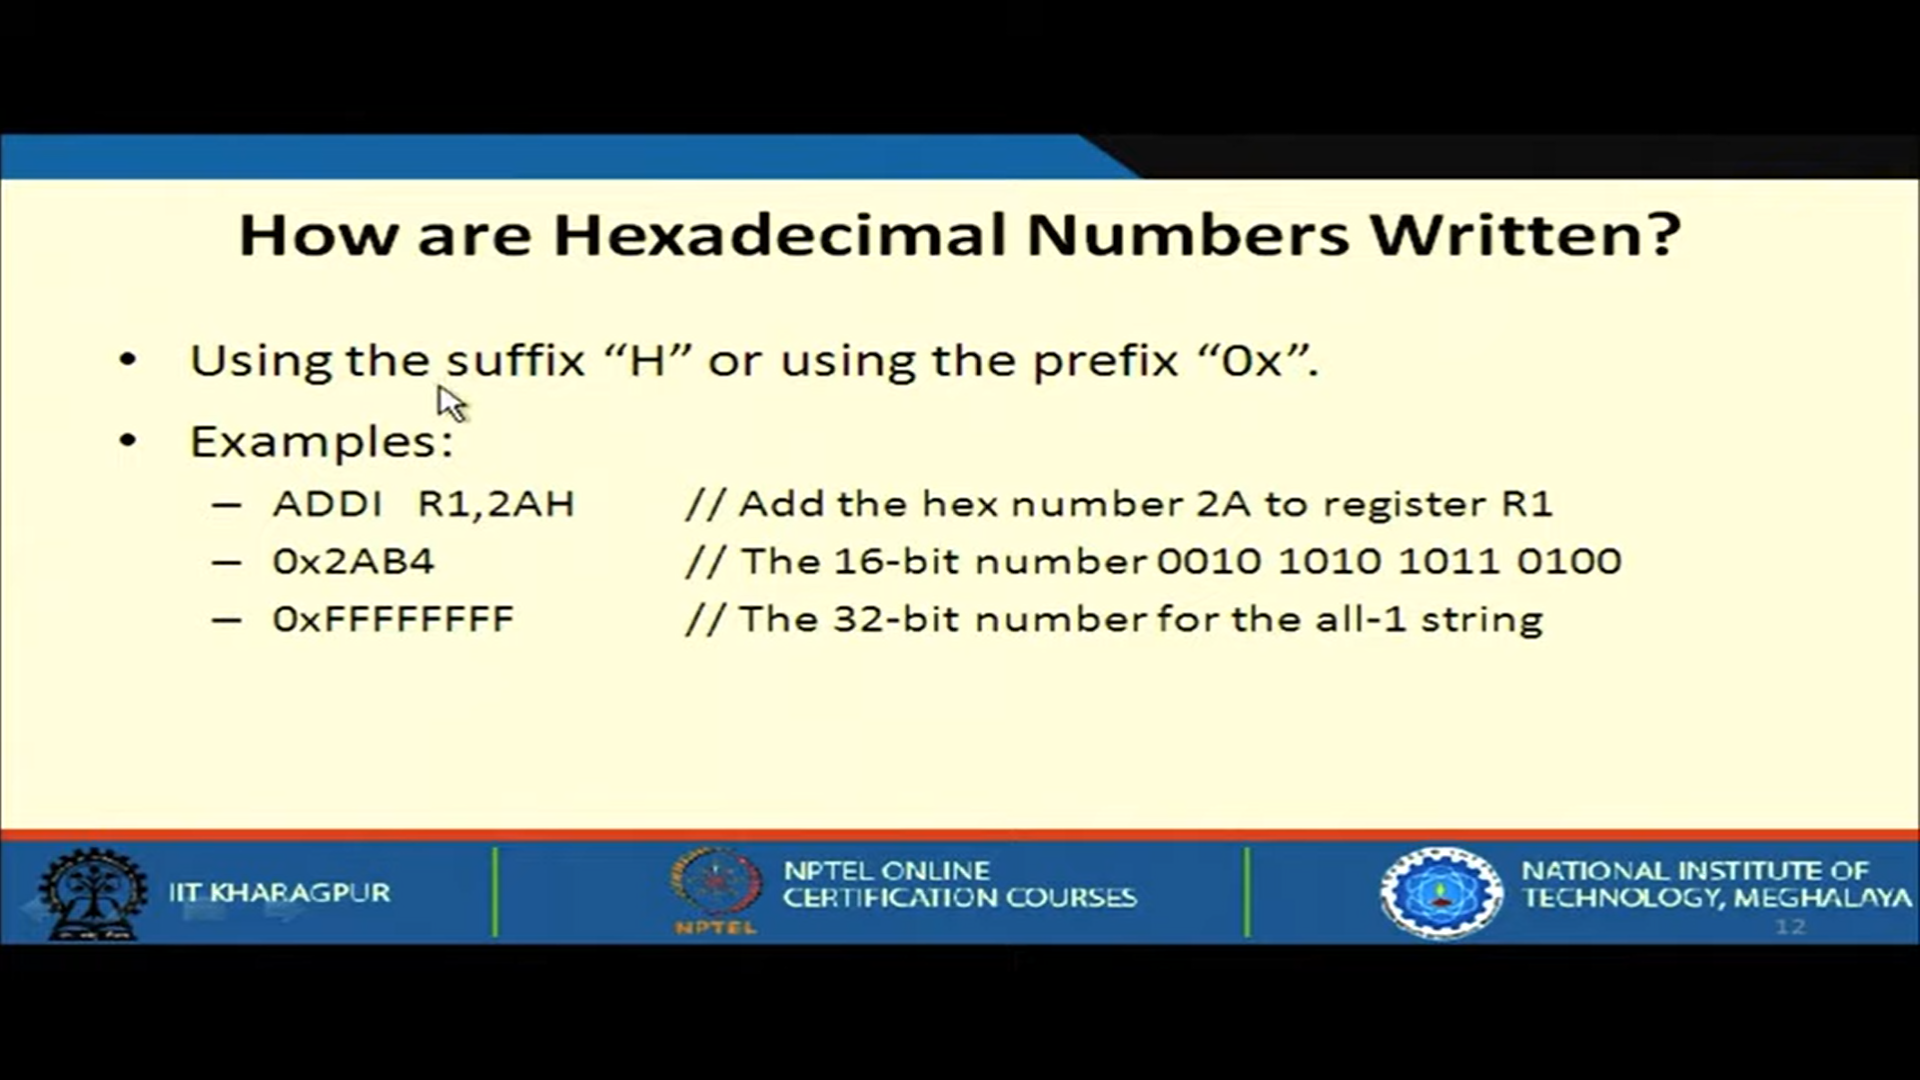 How are Hexadecimal Numbers Written?
• Using the suffix “H” or using the prefix “0x”.
• Examples:
– ADDI R1,2AH // Add the hex number 2A to register R1
– 0x2AB4 // The 16-bit number 0010 1010 1011 0100
– 0xFFFFFFFF // The 32-bit number for the all-1 string
IIT KHARAGPUR
NPTEL
NPTEL ONLINE
CERTIFICATION COURSES
NATIONAL INSTITUTE OF
TECHNOLOGY, MEGHALAYA
12